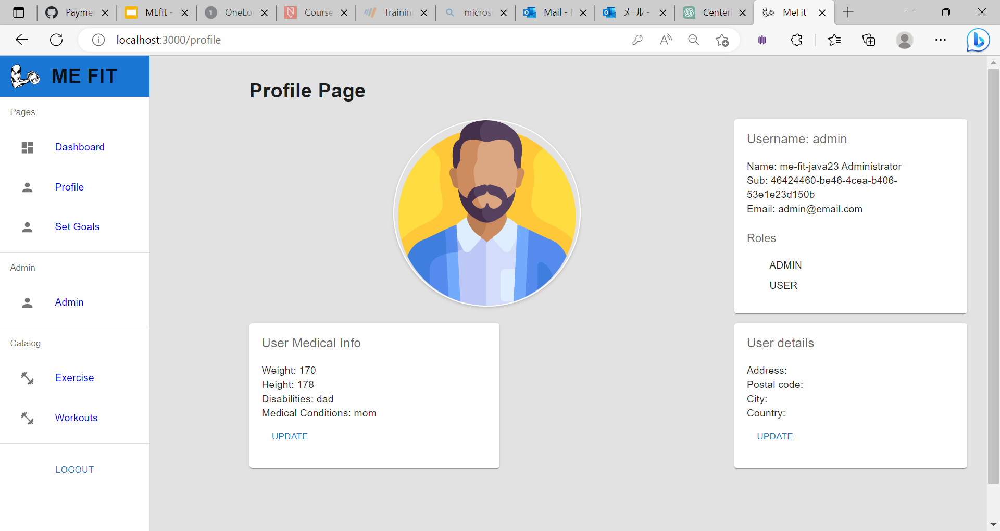 Payme
MEfit -
1
OneLo
Course
Training
micros
Mail -
メール -
Centeri
MeFit
localhost:3000/profile
ME FIT
Pages
Dashboard
Profile
Set Goals
Admin
Admin
Catalog
Exercise
Workouts
LOGOUT
Profile Page
Username: admin
Name: me-fit-java23 Administrator
Sub: 46424460-be46-4cea-b406-
53e1e23d150b
Email: admin@email.com
Roles
ADMIN
USER
User Medical Info
Weight: 170
Height: 178
Disabilities: dad
Medical Conditions: mom
UPDATE
User details
Address:
Postal code:
City:
Country:
UPDATE